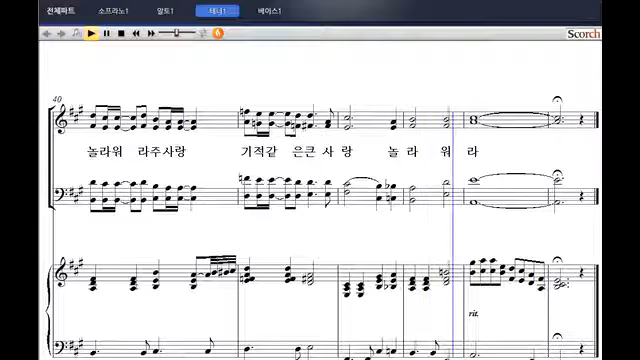 전체파트 소프라노1 알토1 테너1 베이스1
Scorch
40
놀라워 라주사랑 기적같 은큰사 랑 놀 라 워 라
rit.